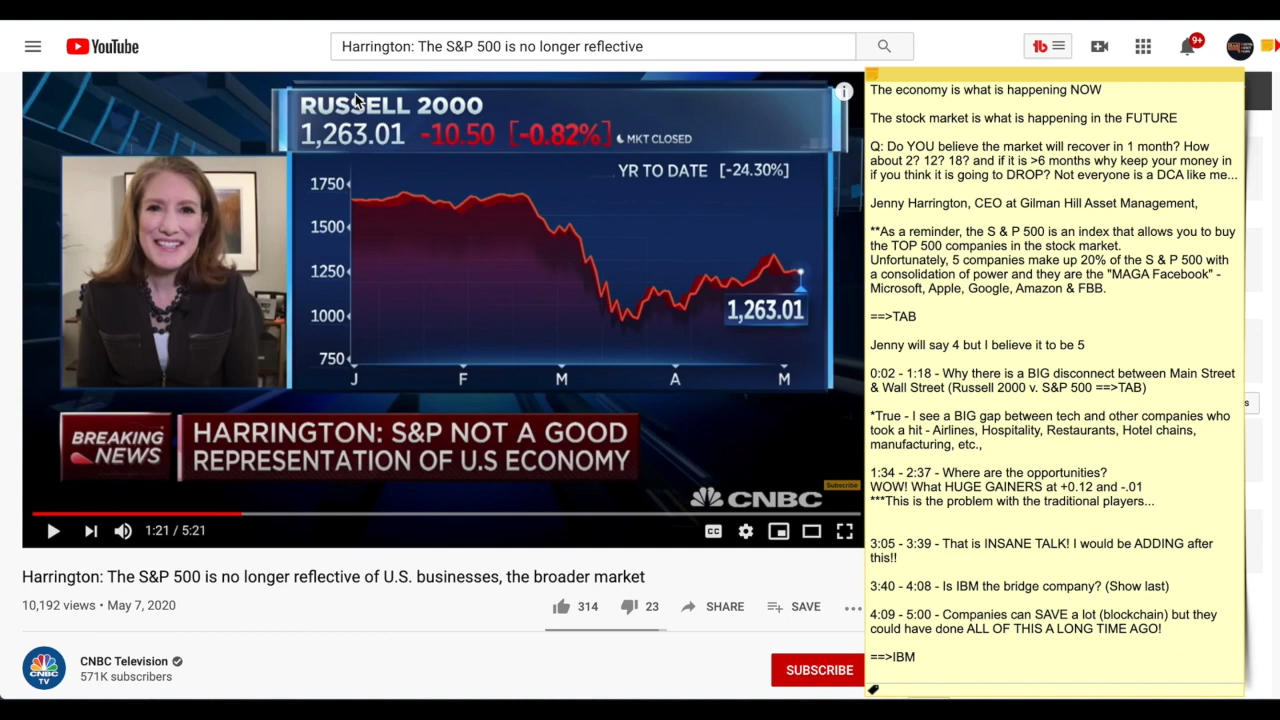 YouTube
Harrington: The S&P 500 is no longer reflective
9+
RUSSELL 2000
1,263.01 -10.50 [-0.82%] MKT CLOSED
YR TO DATE [-24.30%]
1750
1500
1250
1000
750
1,263.01
J F M A M
BREAKING
NEWS
HARRINGTON: S&P NOT A GOOD
REPRESENTATION OF U.S ECONOMY
Subscribe
CNBC
1:21 / 5:21
CC
Harrington: The S&P 500 is no longer reflective of U.S. businesses, the broader market
10,192 views • May 7, 2020
314
23
SHARE
SAVE
CNBC
TV
CNBC Television
571K subscribers
SUBSCRIBE
The economy is what is happening NOW
The stock market is what is happening in the FUTURE
Q: Do YOU believe the market will recover in 1 month? How
about 2? 12? 18? and if it is >6 months why keep your money in
if you think it is going to DROP? Not everyone is a DCA like me...
Jenny Harrington, CEO at Gilman Hill Asset Management,
**As a reminder, the S & P 500 is an index that allows you to buy
the TOP 500 companies in the stock market.
Unfortunately, 5 companies make up 20% of the S & P 500 with
a consolidation of power and they are the "MAGA Facebook" -
Microsoft, Apple, Google, Amazon & FBB.
==>TAB
Jenny will say 4 but I believe it to be 5
0:02 - 1:18 - Why there is a BIG disconnect between Main Street
& Wall Street (Russell 2000 v. S&P 500 ==>TAB)
*True - I see a BIG gap between tech and other companies who
took a hit - Airlines, Hospitality, Restaurants, Hotel chains,
manufacturing, etc.,
1:34 - 2:37 - Where are the opportunities?
WOW! What HUGE GAINERS at +0.12 and -.01
***This is the problem with the traditional players...
3:05 - 3:39 - That is INSANE TALK! I would be ADDING after
this!!
3:40 - 4:08 - Is IBM the bridge company? (Show last)
4:09 - 5:00 - Companies can SAVE a lot (blockchain) but they
could have done ALL OF THIS A LONG TIME AGO!
==>IBM